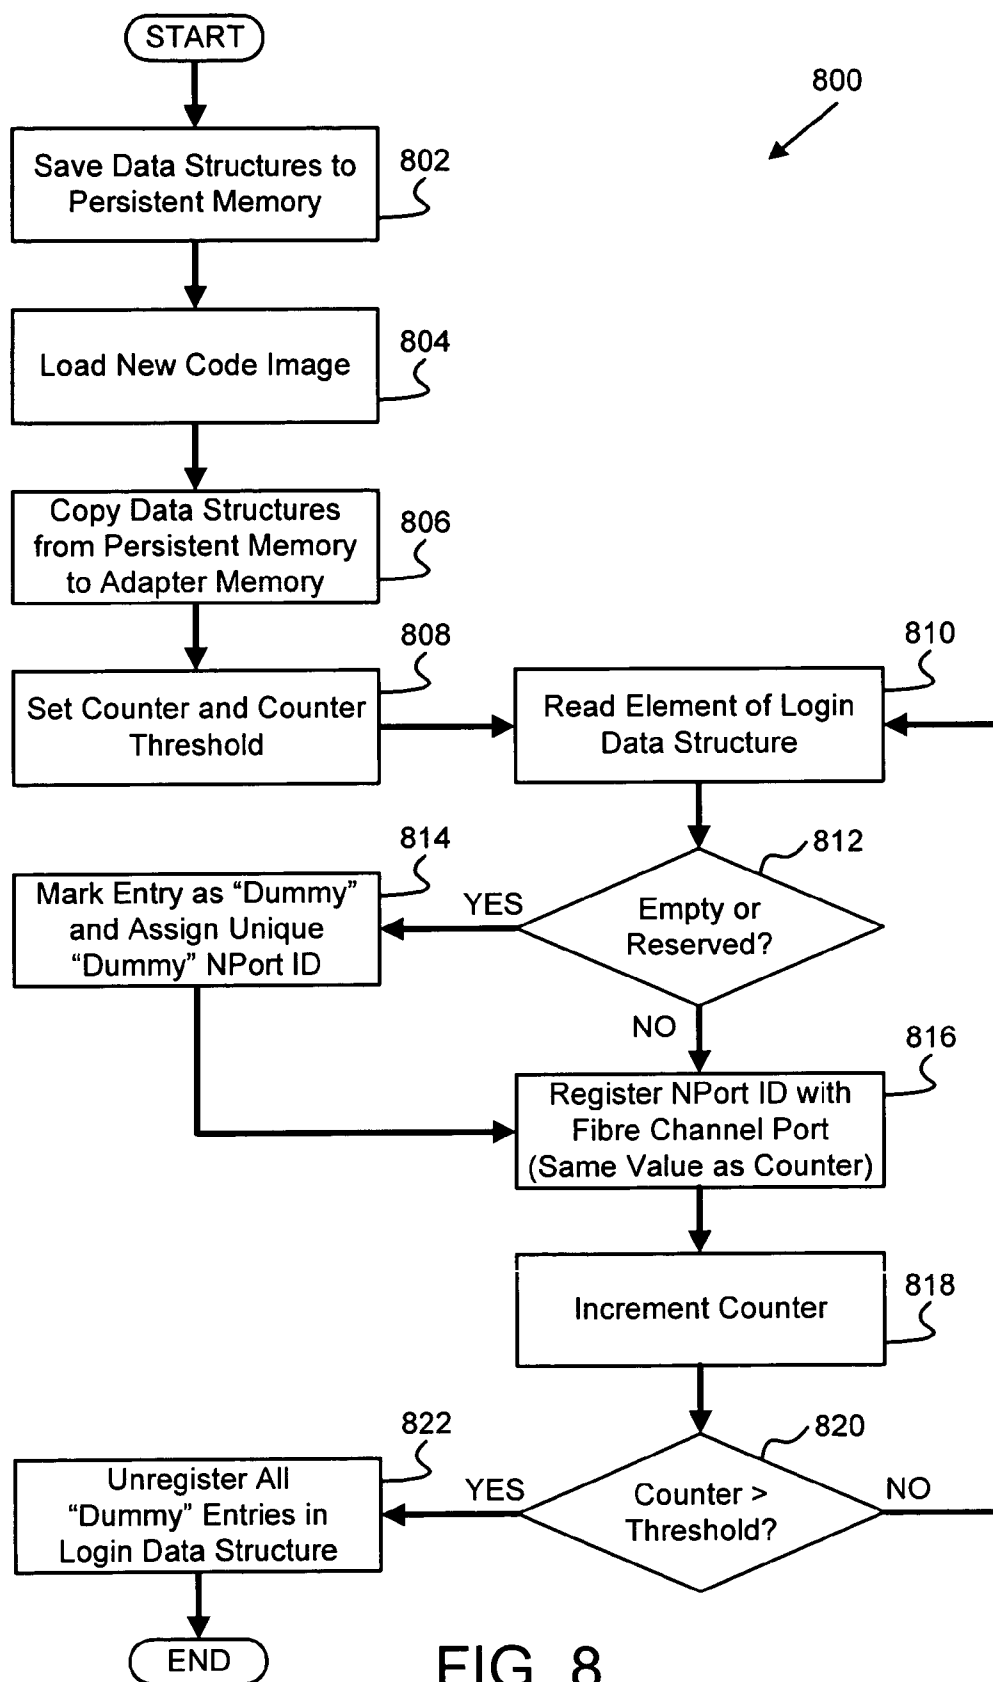 START
800
Save Data Structures to
Persistent Memory
802
Load New Code Image
804
Copy Data Structures
from Persistent Memory
to Adapter Memory
806
Set Counter and Counter
Threshold
808
Read Element of Login
Data Structure
810
Empty or
Reserved?
812
YES
NO
Mark Entry as “Dummy”
and Assign Unique
“Dummy” NPort ID
814
Register NPort ID with
Fibre Channel Port
(Same Value as Counter)
816
Increment Counter
818
Counter >
Threshold?
820
YES
NO
Unregister All
“Dummy” Entries in
Login Data Structure
822
END
FIG. 8